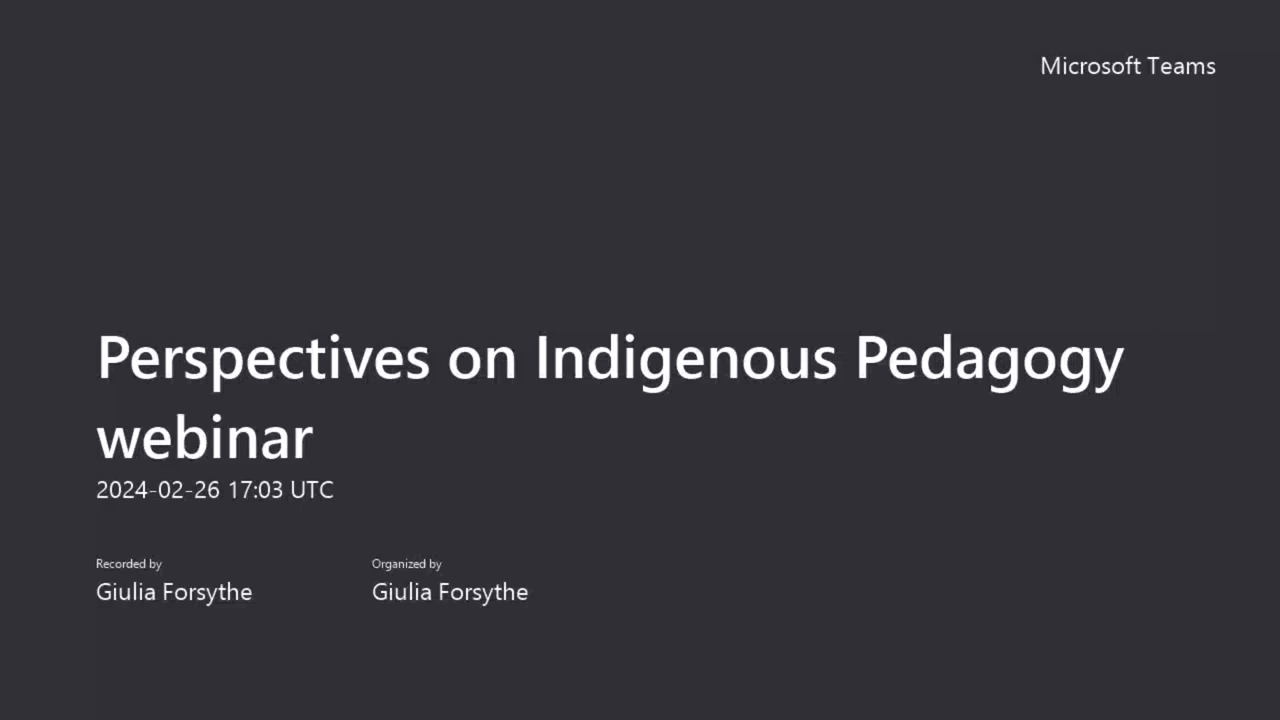 Microsoft Teams
Perspectives on Indigenous Pedagogy
webinar
2024-02-26 17:03 UTC
Recorded by
Organized by
Giulia Forsythe
Giulia Forsythe